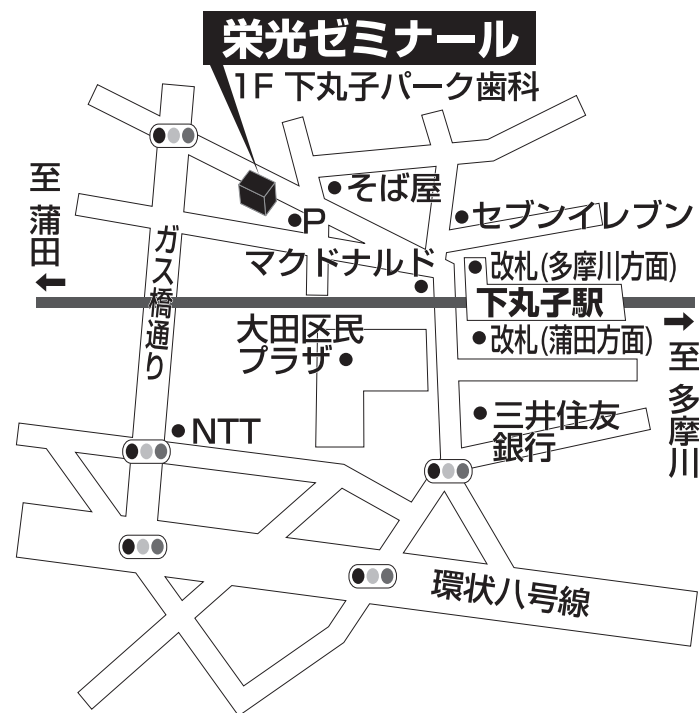 栄光ゼミナール
1F 下丸子パーク歯科
至 蒲田
そば屋
P
セブンイレブン
ガス橋通り
マクドナルド
改札(多摩川方面)
下丸子駅
大田区民
プラザ
改札(蒲田方面)
至 多摩川
三井住友
銀行
NTT
環状八号線